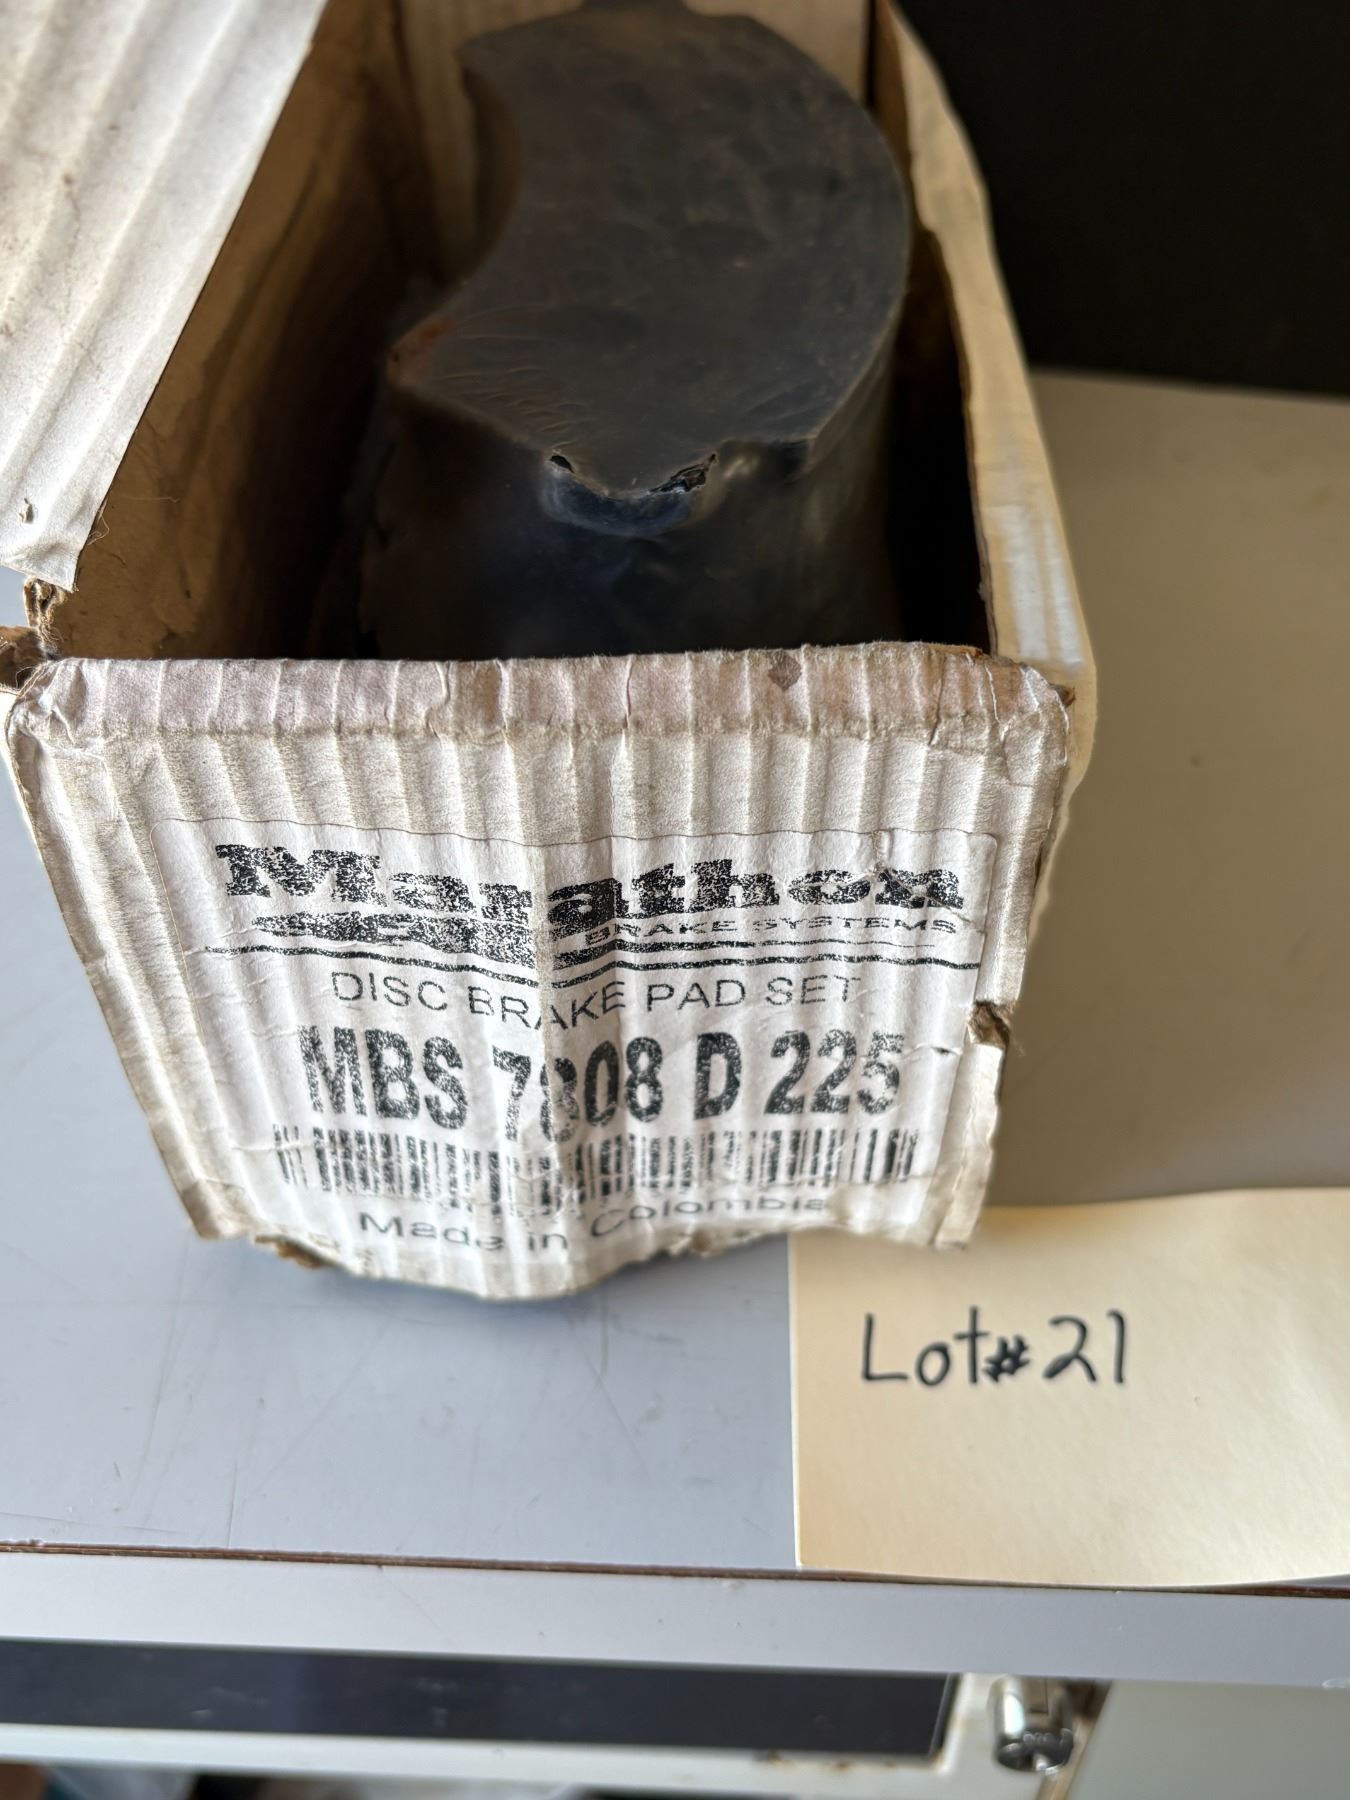 Marathon
BRAKE SYSTEMS
DISC BRAKE PAD SET
MBS 7808 D 225
Made in Colombia
Lot# 21